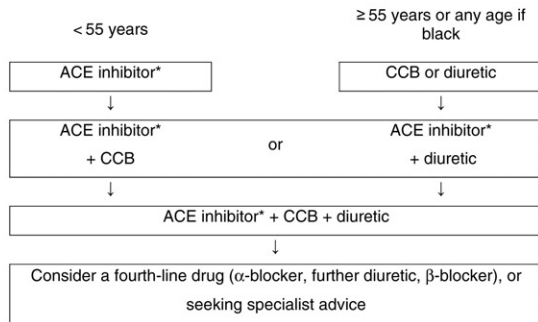 < 55 years
≥ 55 years or any age if
black
ACE inhibitor*
CCB or diuretic
↓
↓
ACE inhibitor*
+ CCB
or
ACE inhibitor*
+ diuretic
↓
↓
ACE inhibitor* + CCB + diuretic
↓
Consider a fourth-line drug (α-blocker, further diuretic, β-blocker), or
seeking specialist advice